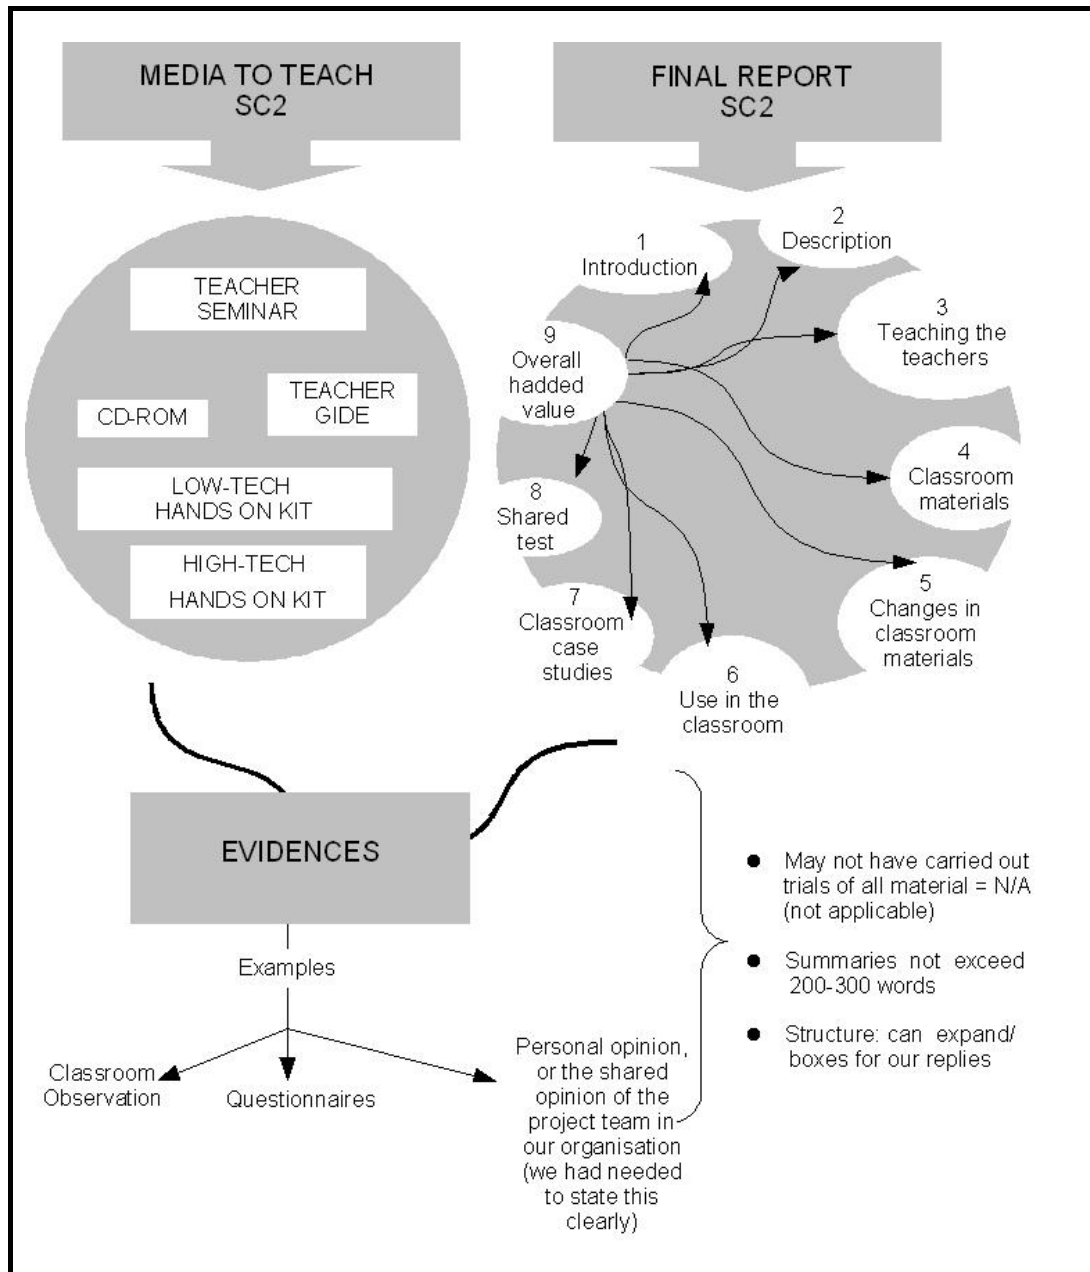 MEDIA TO TEACH
SC2
FINAL REPORT
SC2
TEACHER
SEMINAR
CD-ROM
TEACHER
GIDE
LOW-TECH
HANDS ON KIT
HIGH-TECH
HANDS ON KIT
1
Introduction
2
Description
3
Teaching the
teachers
4
Classroom
materials
5
Changes in
classroom
materials
6
Use in the
classroom
7
Classroom
case
studies
8
Shared
test
9
Overall
hadded
value
EVIDENCES
Examples
Classroom
Observation
Questionnaires
Personal opinion,
or the shared
opinion of the
project team in
our organisation
(we had needed
to state this
clearly)
● May not have carried out
trials of all material = N/A
(not applicable)
● Summaries not exceed
200-300 words
● Structure: can expand/
boxes for our replies